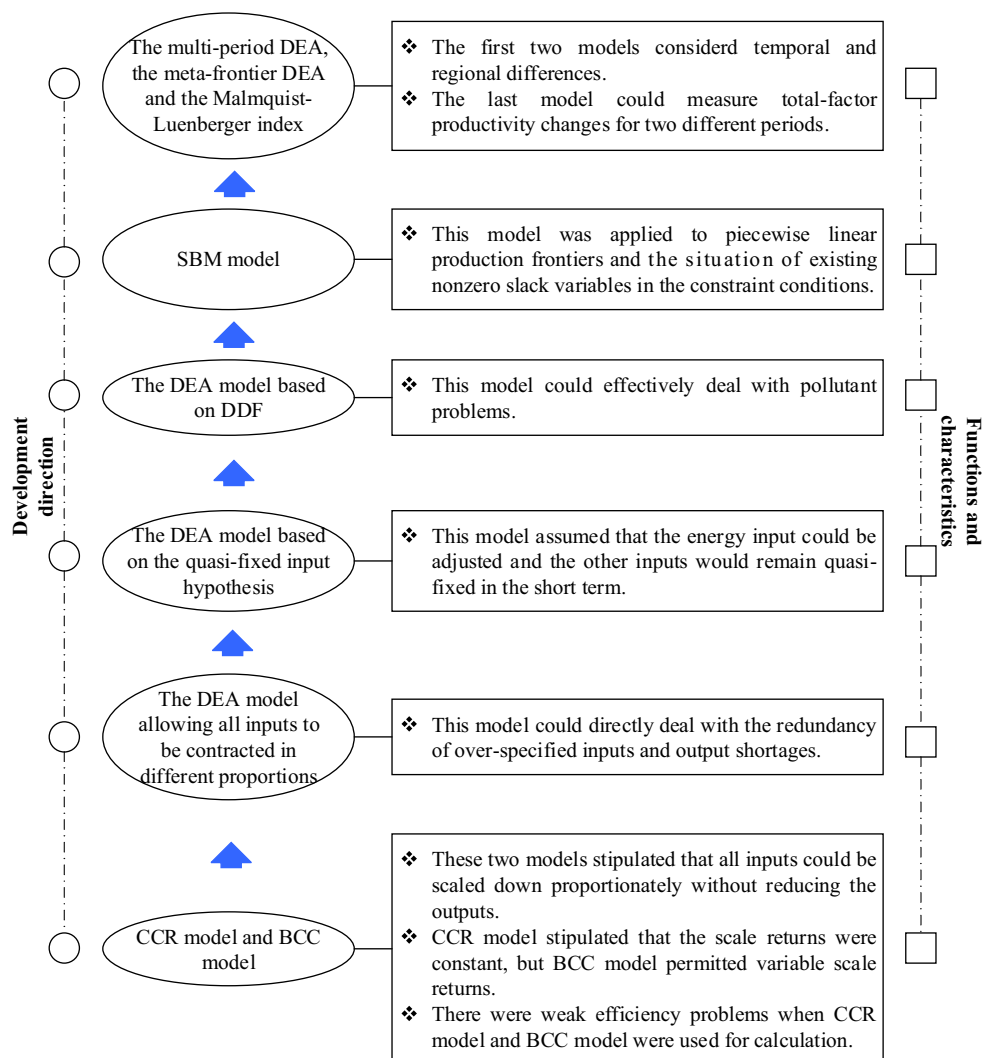 The multi-period DEA,
the meta-frontier DEA
and the Malmquist-
Luenberger index
❖ The first two models considerd temporal and
regional differences.
❖ The last model could measure total-factor
productivity changes for two different periods.
SBM model
❖ This model was applied to piecewise linear
production frontiers and the situation of existing
nonzero slack variables in the constraint conditions.
The DEA model based
on DDF
❖ This model could effectively deal with pollutant
problems.
Development
direction
Functions and
characteristics
The DEA model based
on the quasi-fixed input
hypothesis
❖ This model assumed that the energy input could be
adjusted and the other inputs would remain quasi-
fixed in the short term.
The DEA model
allowing all inputs to
be contracted in
different proportions
❖ This model could directly deal with the redundancy
of over-specified inputs and output shortages.
CCR model and BCC
model
❖ These two models stipulated that all inputs could be
scaled down proportionately without reducing the
outputs.
❖ CCR model stipulated that the scale returns were
constant, but BCC model permitted variable scale
returns.
❖ There were weak efficiency problems when CCR
model and BCC model were used for calculation.